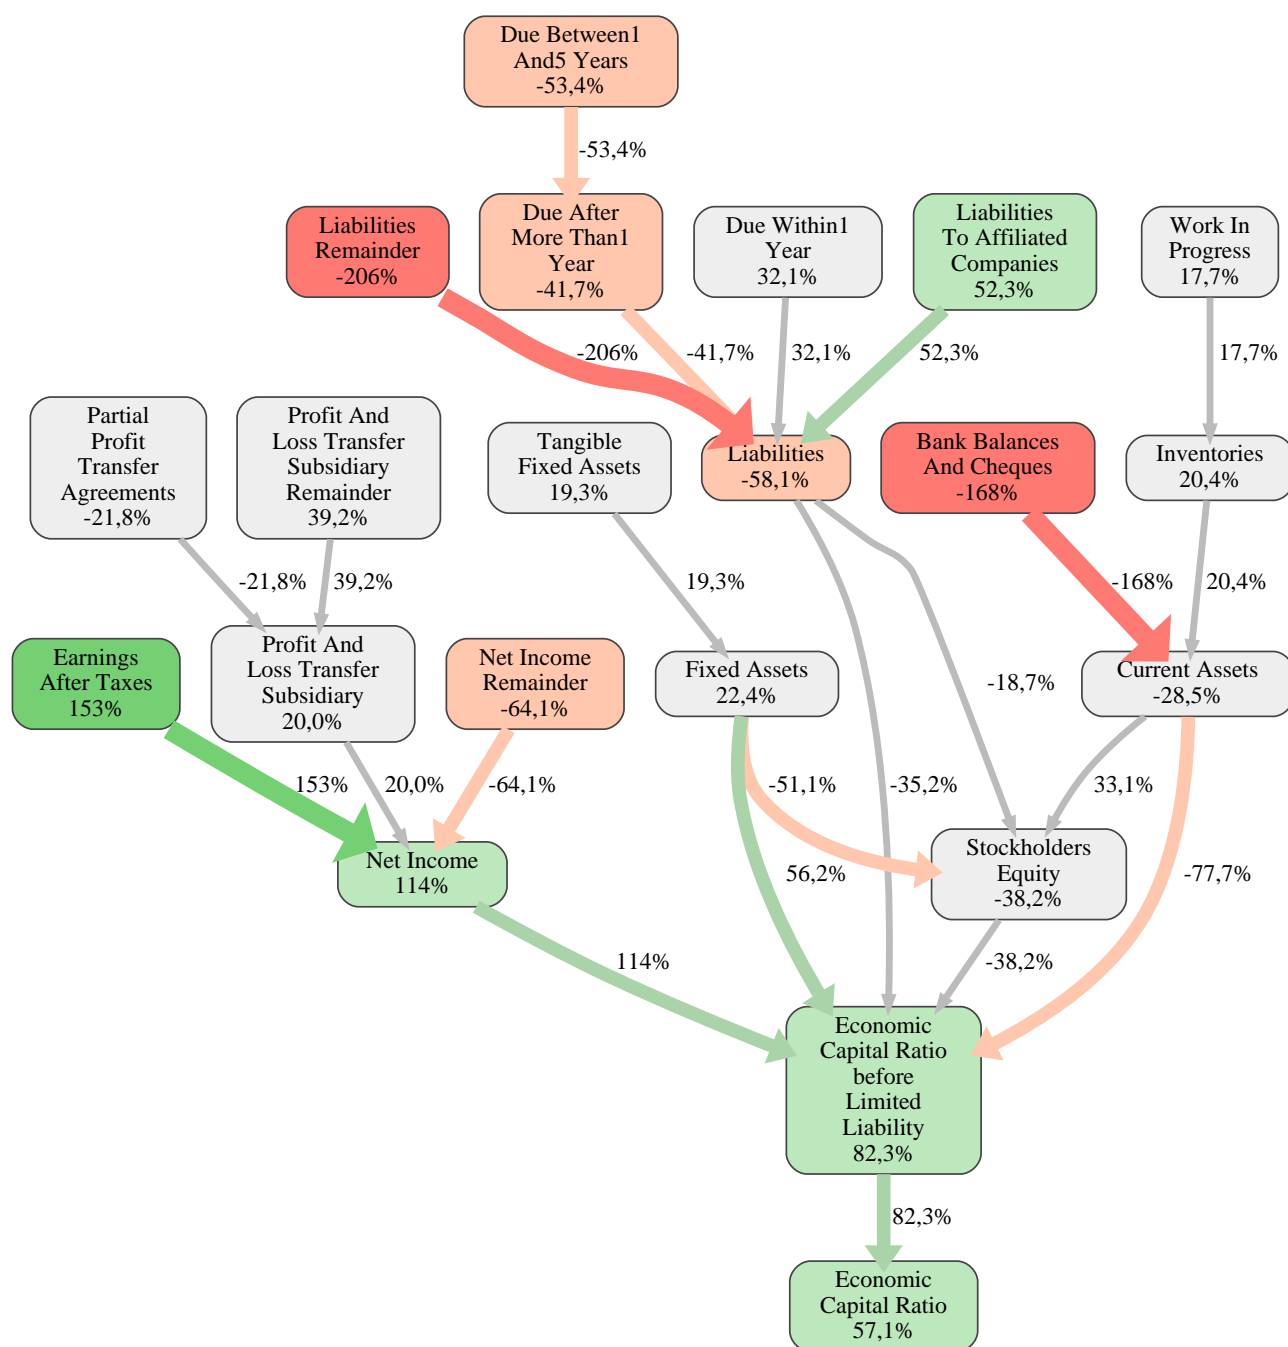 Due Between1
And5 Years
-53,4%
-53,4%
Liabilities
Remainder
-206%
Due After
More Than1
Year
-41,7%
Due Within1
Year
32,1%
Liabilities
To Affiliated
Companies
52,3%
Work In
Progress
17,7%
-206%
-41,7%
32,1%
52,3%
17,7%
Partial
Profit
Transfer
Agreements
-21,8%
Profit And
Loss Transfer
Subsidiary
Remainder
39,2%
Tangible
Fixed Assets
19,3%
Liabilities
-58,1%
Bank Balances
And Cheques
-168%
Inventories
20,4%
-21,8%
39,2%
19,3%
-168%
20,4%
Earnings
After Taxes
153%
Profit And
Loss Transfer
Subsidiary
20,0%
Net Income
Remainder
-64,1%
Fixed Assets
22,4%
-18,7%
Current Assets
-28,5%
153%
20,0%
-64,1%
-51,1%
-35,2%
33,1%
Net Income
114%
56,2%
Stockholders
Equity
-38,2%
-77,7%
114%
-38,2%
Economic
Capital Ratio
before
Limited
Liability
82,3%
82,3%
Economic
Capital Ratio
57,1%